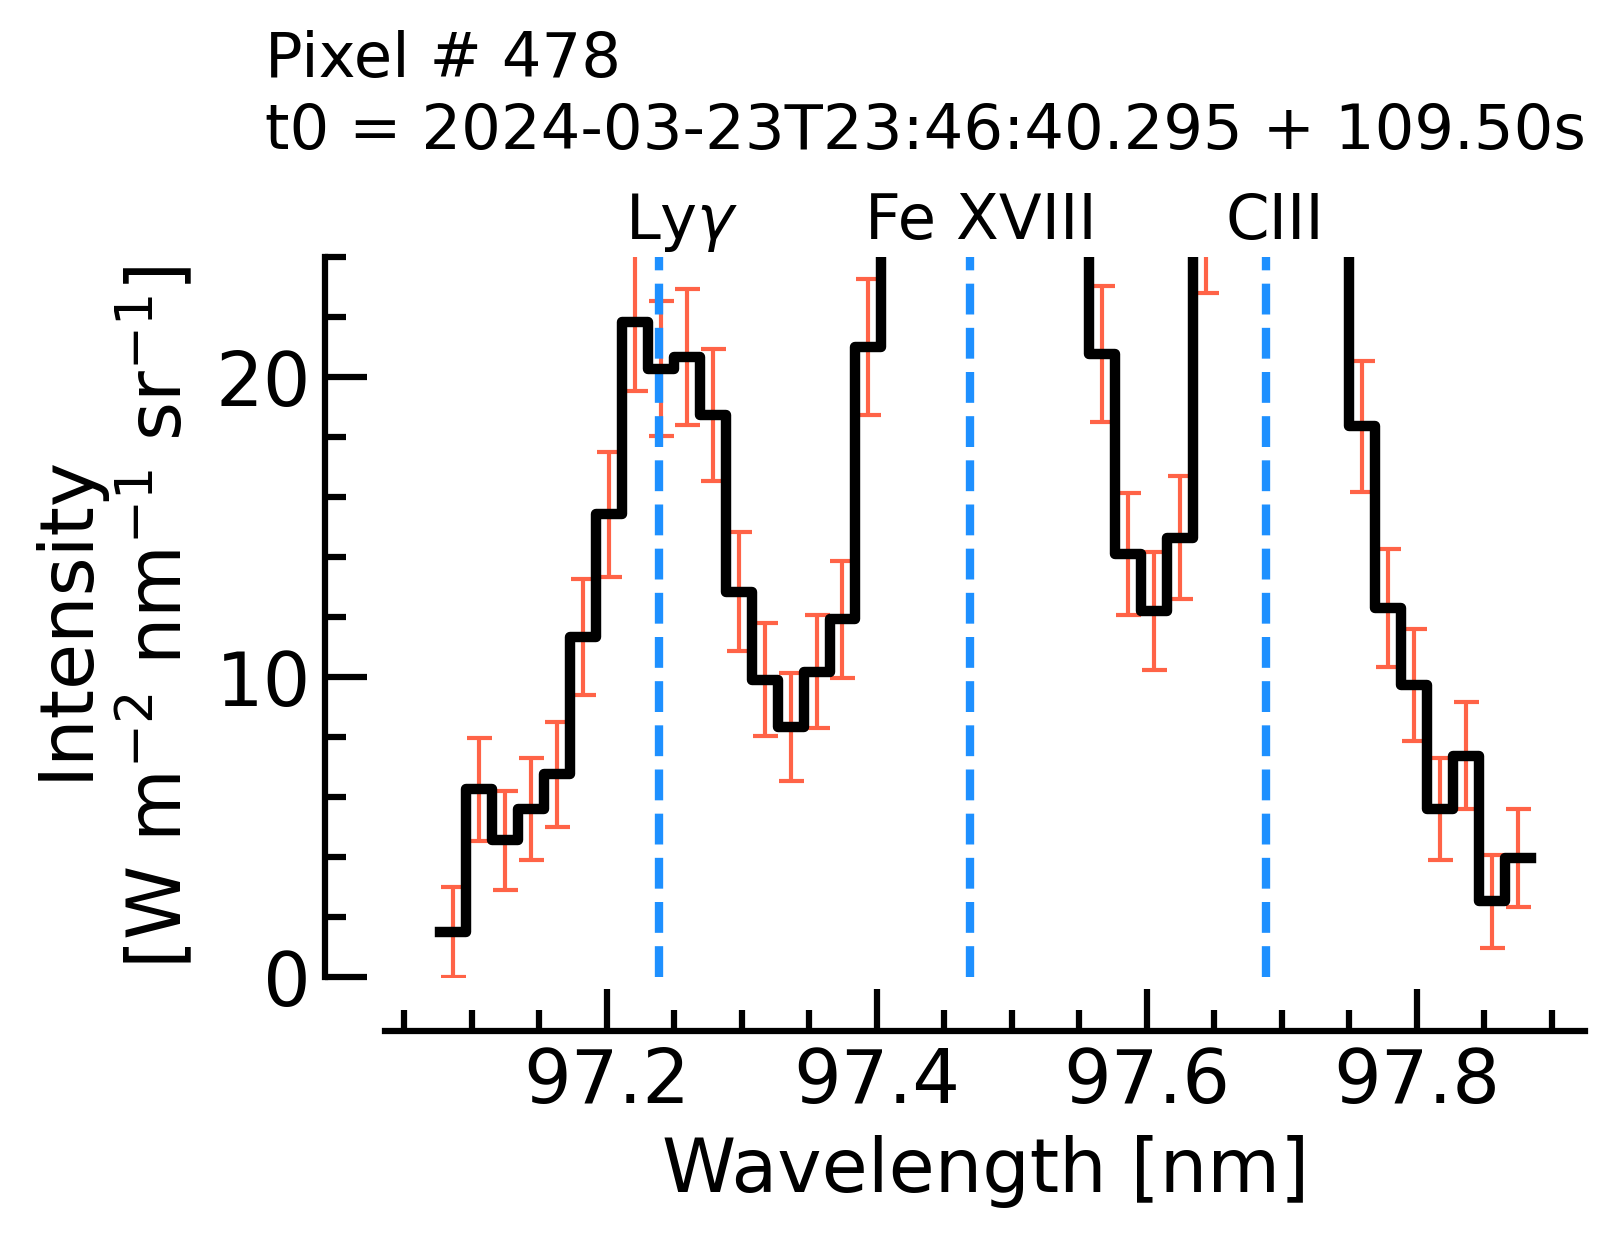 Pixel # 478
t0 = 2024-03-23T23:46:40.295 + 109.50s
Lyγ Fe XVIII CIII
Intensity
[W m⁻² nm⁻¹ sr⁻¹]
20
10
0
97.2 97.4 97.6 97.8
Wavelength [nm]